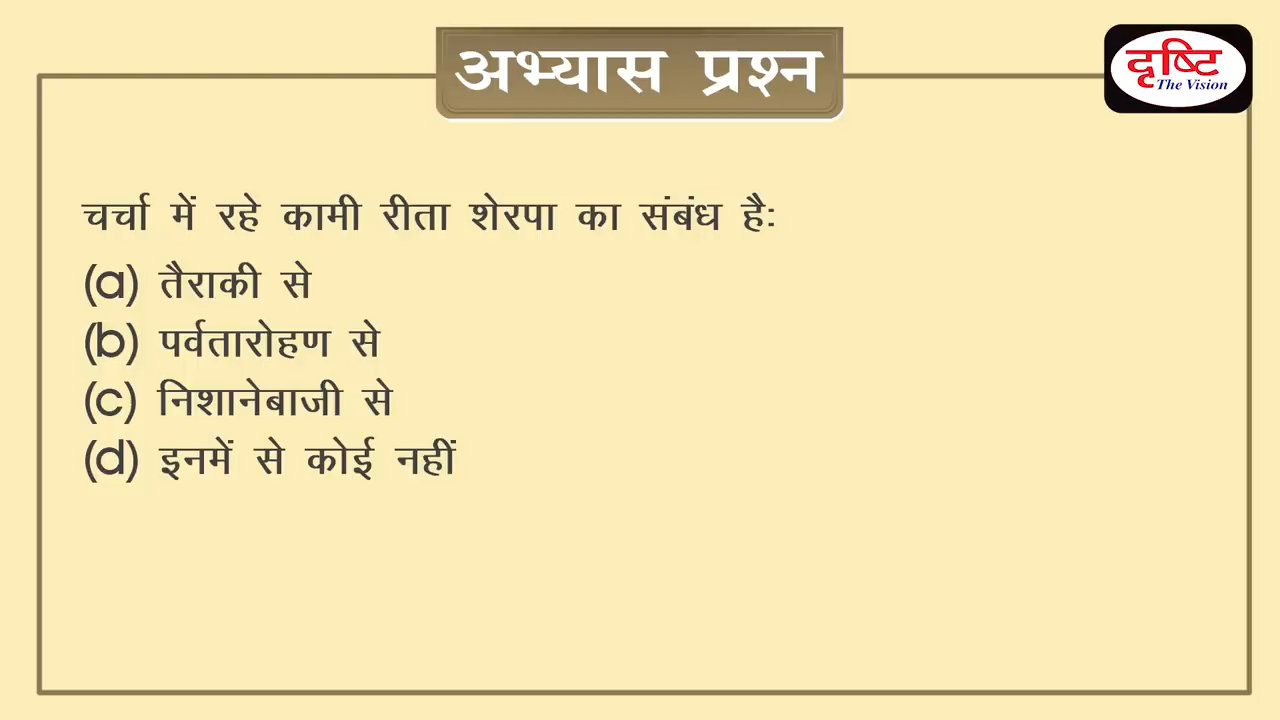 अभ्यास प्रश्न
दृष्टि
The Vision
चर्चा में रहे कामी रीता शेरपा का संबंध है:
(a) तैराकी से
(b) पर्वतारोहण से
(c) निशानेबाजी से
(d) इनमें से कोई नहीं